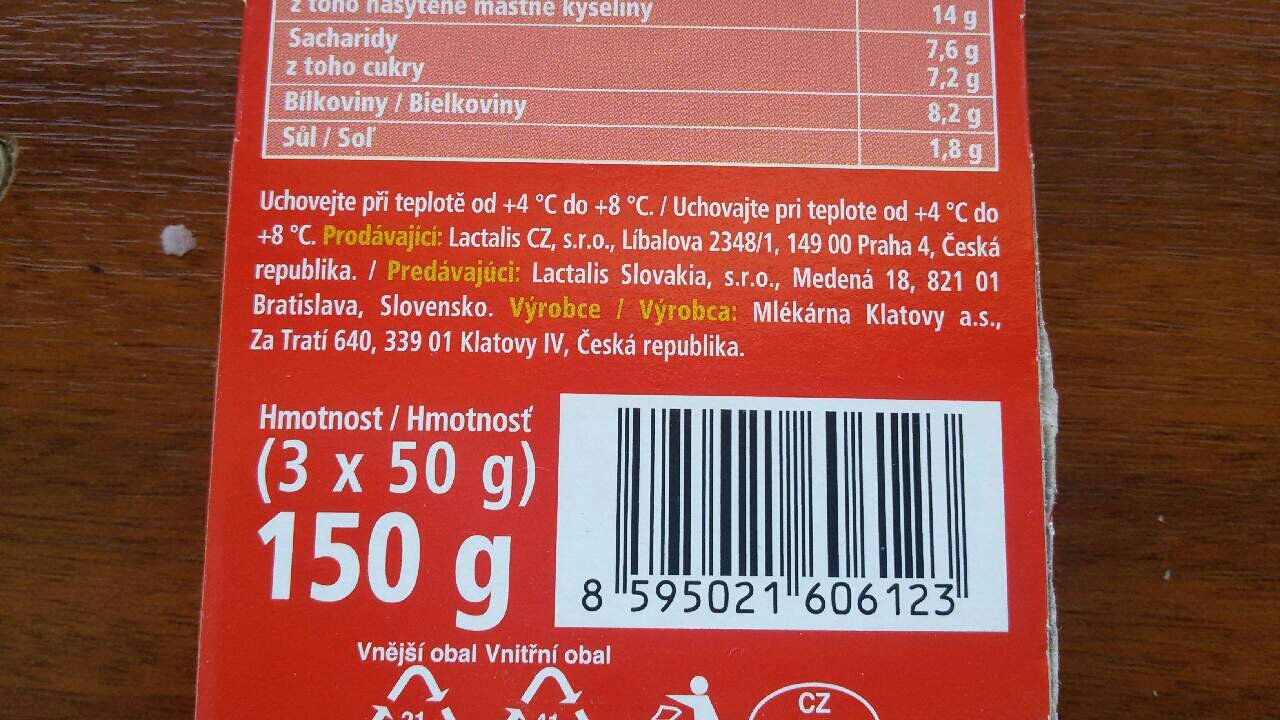 z toho nasytené mastné kyseliny 14 g
Sacharidy 7,6 g
z toho cukry 7,2 g
Bílkoviny / Bielkoviny 8,2 g
Sůl / Soľ 1,8 g
Uchovejte při teplotě od +4 °C do +8 °C. / Uchovajte pri teplote od +4 °C do
+8 °C. Prodávající: Lactalis CZ, s.r.o., Líbalova 2348/1, 149 00 Praha 4, Česká
republika. / Predávajúci: Lactalis Slovakia, s.r.o., Medená 18, 821 01
Bratislava, Slovensko. Výrobce / Výrobca: Mlékárna Klatovy a.s.,
Za Tratí 640, 339 01 Klatovy IV, Česká republika.
Hmotnost / Hmotnosť
(3 x 50 g)
150 g
8 595021 606123
Vnější obal Vnitřní obal
21 41
CZ